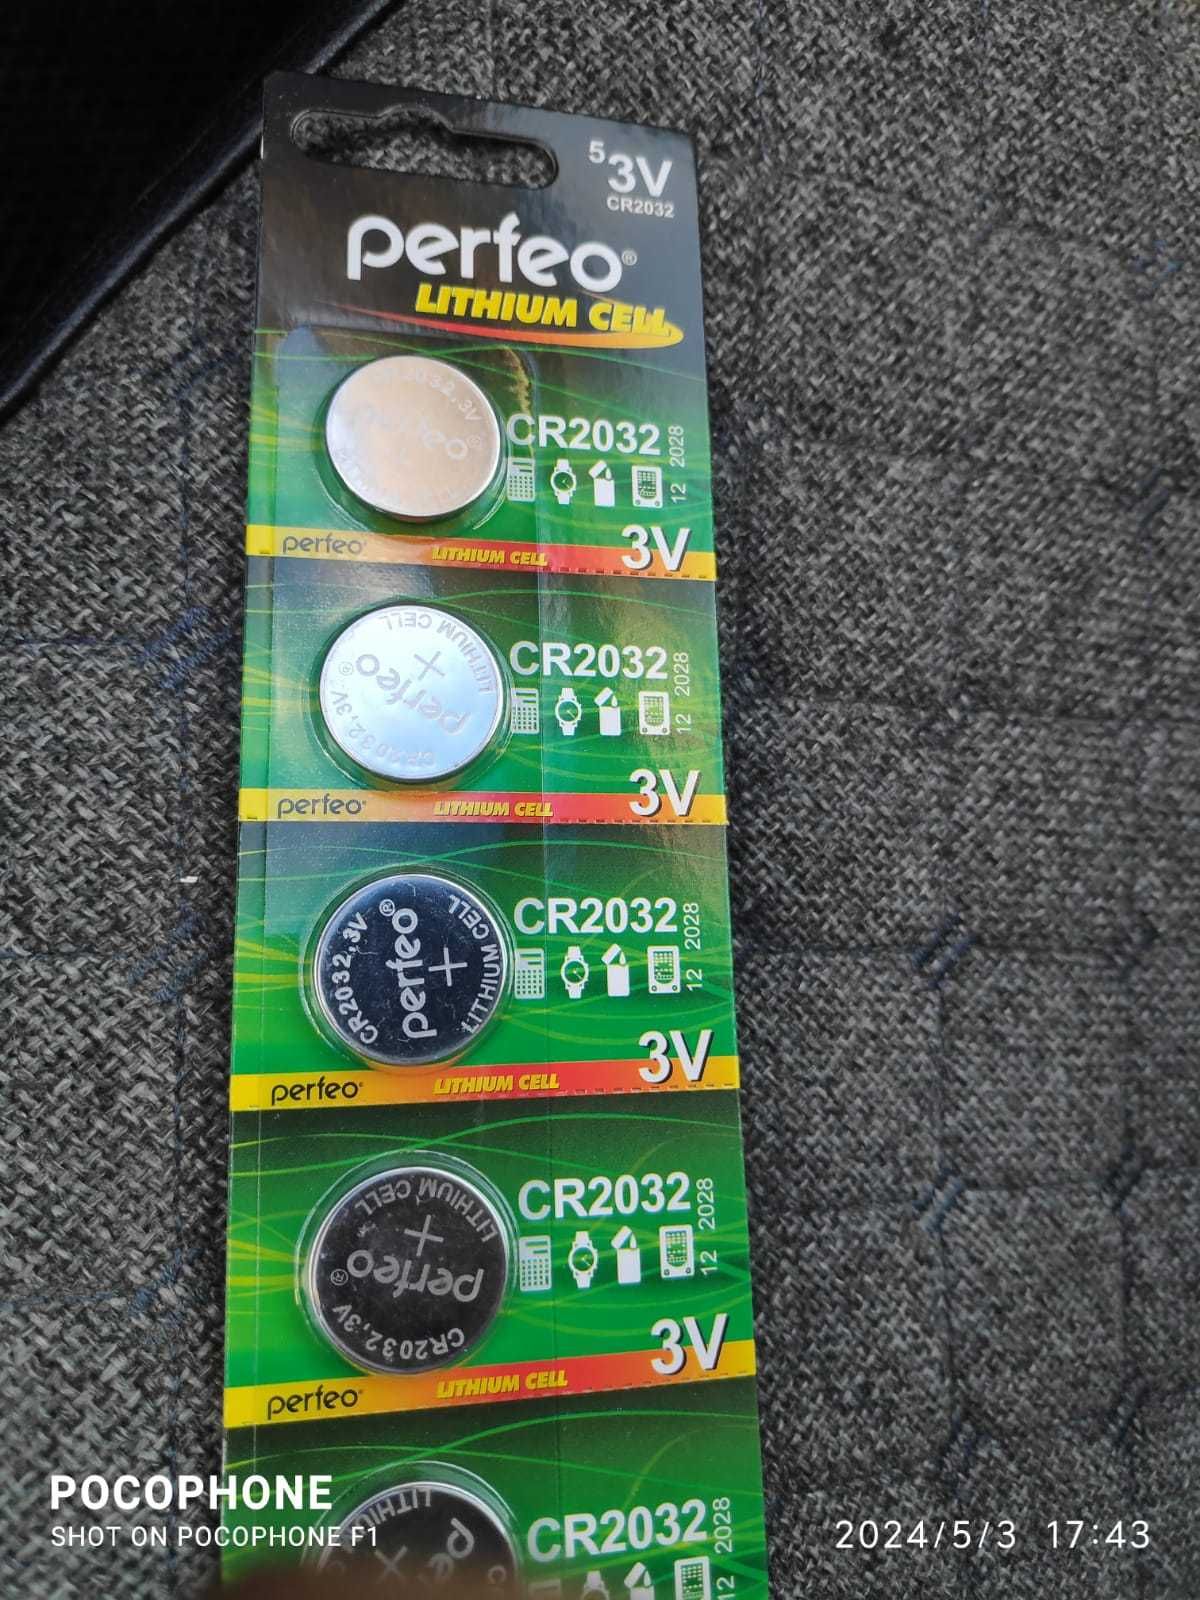 5
3V
CR2032
perfeo®
LITHIUM CELL
CR2032, 3V
perfeo®
CR2032
12 2028
perfeo®
LITHIUM CELL
3V
LITHIUM CELL
+
perfeo®
CR2032, 3V
CR2032
12 2028
perfeo®
LITHIUM CELL
3V
CR2032, 3V
perfeo®
+
LITHIUM CELL
CR2032
12 2028
perfeo®
LITHIUM CELL
3V
LITHIUM CELL
+
perfeo®
CR2032, 3V
CR2032
12 2028
perfeo®
LITHIUM CELL
3V
+
CR2032
12 2028
POCOPHONE
SHOT ON POCOPHONE F1
2024/5/3 17:43